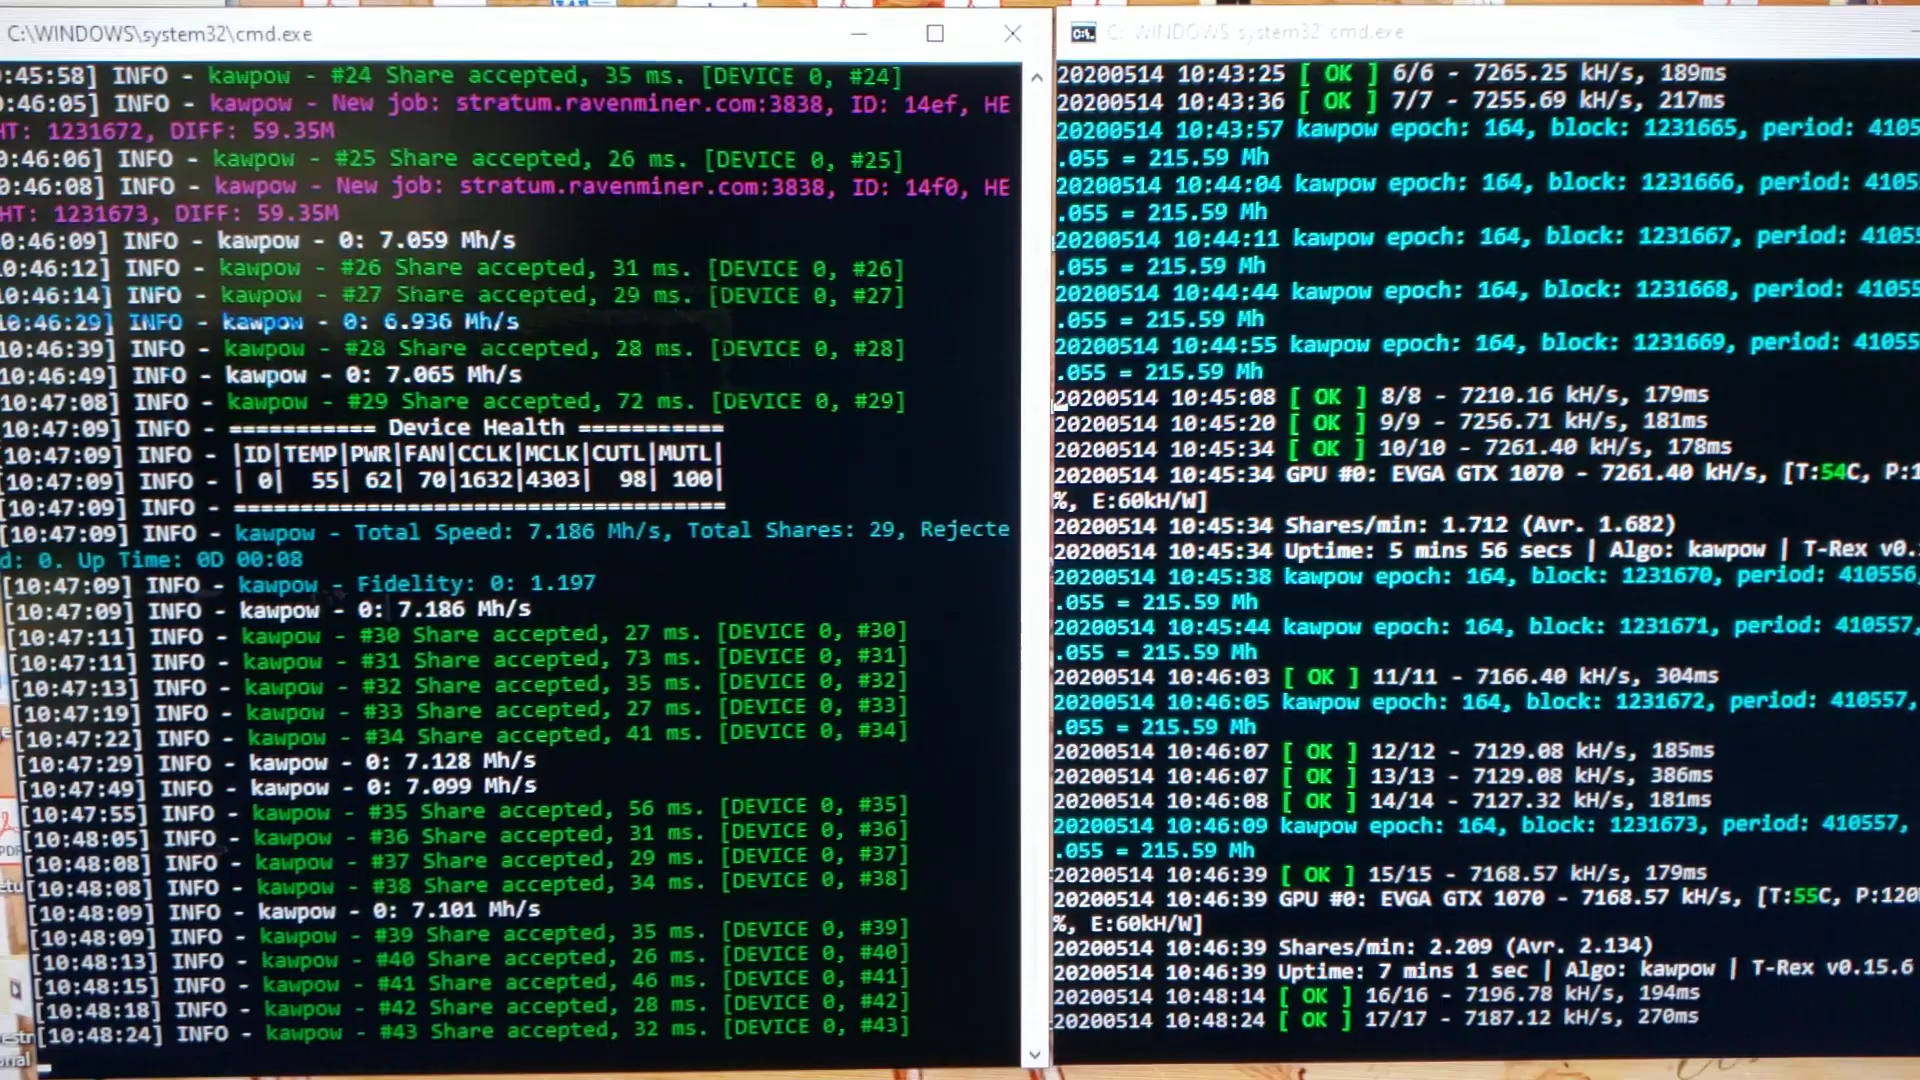 C:\WINDOWS\system32\cmd.exe
0:45:58] INFO - kawpow - #24 Share accepted, 35 ms. [DEVICE 0, #24]
0:46:05] INFO - kawpow - New job: stratum.ravenminer.com:3838, ID: 14ef, HE
HT: 1231672, DIFF: 59.35M
0:46:06] INFO - kawpow - #25 Share accepted, 26 ms. [DEVICE 0, #25]
0:46:08] INFO - kawpow - New job: stratum.ravenminer.com:3838, ID: 14f0, HE
HT: 1231673, DIFF: 59.35M
0:46:09] INFO - kawpow - 0: 7.059 Mh/s
10:46:12] INFO - kawpow - #26 Share accepted, 31 ms. [DEVICE 0, #26]
10:46:14] INFO - kawpow - #27 Share accepted, 29 ms. [DEVICE 0, #27]
10:46:29] INFO - kawpow - 0: 6.936 Mh/s
10:46:39] INFO - kawpow - #28 Share accepted, 28 ms. [DEVICE 0, #28]
10:46:49] INFO - kawpow - 0: 7.065 Mh/s
10:47:08] INFO - kawpow - #29 Share accepted, 72 ms. [DEVICE 0, #29]
10:47:09] INFO - =========== Device Health ===========
[10:47:09] INFO - |ID|TEMP|PWR|FAN|CCLK|MCLK|CUTL|MUTL|
[10:47:09] INFO - | 0|  55| 62| 70|1632|4303|  98| 100|
[10:47:09] INFO - =====================================
[10:47:09] INFO - kawpow - Total Speed: 7.186 Mh/s, Total Shares: 29, Rejecte
d: 0. Up Time: 0D 00:08
[10:47:09] INFO - kawpow - Fidelity: 0: 1.197
[10:47:09] INFO - kawpow - 0: 7.186 Mh/s
[10:47:11] INFO - kawpow - #30 Share accepted, 27 ms. [DEVICE 0, #30]
[10:47:11] INFO - kawpow - #31 Share accepted, 73 ms. [DEVICE 0, #31]
[10:47:13] INFO - kawpow - #32 Share accepted, 35 ms. [DEVICE 0, #32]
[10:47:19] INFO - kawpow - #33 Share accepted, 27 ms. [DEVICE 0, #33]
[10:47:22] INFO - kawpow - #34 Share accepted, 41 ms. [DEVICE 0, #34]
[10:47:29] INFO - kawpow - 0: 7.128 Mh/s
[10:47:49] INFO - kawpow - 0: 7.099 Mh/s
[10:47:55] INFO - kawpow - #35 Share accepted, 56 ms. [DEVICE 0, #35]
[10:48:05] INFO - kawpow - #36 Share accepted, 31 ms. [DEVICE 0, #36]
[10:48:08] INFO - kawpow - #37 Share accepted, 29 ms. [DEVICE 0, #37]
[10:48:08] INFO - kawpow - #38 Share accepted, 34 ms. [DEVICE 0, #38]
[10:48:09] INFO - kawpow - 0: 7.101 Mh/s
[10:48:09] INFO - kawpow - #39 Share accepted, 35 ms. [DEVICE 0, #39]
[10:48:13] INFO - kawpow - #40 Share accepted, 26 ms. [DEVICE 0, #40]
[10:48:15] INFO - kawpow - #41 Share accepted, 46 ms. [DEVICE 0, #41]
[10:48:18] INFO - kawpow - #42 Share accepted, 28 ms. [DEVICE 0, #42]
[10:48:24] INFO - kawpow - #43 Share accepted, 32 ms. [DEVICE 0, #43]
C:\WINDOWS\system32\cmd.exe
20200514 10:43:25 [ OK ] 6/6 - 7265.25 kH/s, 189ms
20200514 10:43:36 [ OK ] 7/7 - 7255.69 kH/s, 217ms
20200514 10:43:57 kawpow epoch: 164, block: 1231665, period: 4105
.055 = 215.59 Mh
20200514 10:44:04 kawpow epoch: 164, block: 1231666, period: 4105
.055 = 215.59 Mh
20200514 10:44:11 kawpow epoch: 164, block: 1231667, period: 41055
.055 = 215.59 Mh
20200514 10:44:44 kawpow epoch: 164, block: 1231668, period: 41055
.055 = 215.59 Mh
20200514 10:44:55 kawpow epoch: 164, block: 1231669, period: 41055
.055 = 215.59 Mh
20200514 10:45:08 [ OK ] 8/8 - 7210.16 kH/s, 179ms
20200514 10:45:20 [ OK ] 9/9 - 7256.71 kH/s, 181ms
20200514 10:45:34 [ OK ] 10/10 - 7261.40 kH/s, 178ms
20200514 10:45:34 GPU #0: EVGA GTX 1070 - 7261.40 kH/s, [T:54C, P:1
%, E:60kH/W]
20200514 10:45:34 Shares/min: 1.712 (Avr. 1.682)
20200514 10:45:34 Uptime: 5 mins 56 secs | Algo: kawpow | T-Rex v0.
20200514 10:45:38 kawpow epoch: 164, block: 1231670, period: 410556,
.055 = 215.59 Mh
20200514 10:45:44 kawpow epoch: 164, block: 1231671, period: 410557,
.055 = 215.59 Mh
20200514 10:46:03 [ OK ] 11/11 - 7166.40 kH/s, 304ms
20200514 10:46:05 kawpow epoch: 164, block: 1231672, period: 410557,
.055 = 215.59 Mh
20200514 10:46:07 [ OK ] 12/12 - 7129.08 kH/s, 185ms
20200514 10:46:07 [ OK ] 13/13 - 7129.08 kH/s, 386ms
20200514 10:46:08 [ OK ] 14/14 - 7127.32 kH/s, 181ms
20200514 10:46:09 kawpow epoch: 164, block: 1231673, period: 410557,
.055 = 215.59 Mh
20200514 10:46:39 [ OK ] 15/15 - 7168.57 kH/s, 179ms
20200514 10:46:39 GPU #0: EVGA GTX 1070 - 7168.57 kH/s, [T:55C, P:120
%, E:60kH/W]
20200514 10:46:39 Shares/min: 2.209 (Avr. 2.134)
20200514 10:46:39 Uptime: 7 mins 1 sec | Algo: kawpow | T-Rex v0.15.6
20200514 10:48:14 [ OK ] 16/16 - 7196.78 kH/s, 194ms
20200514 10:48:24 [ OK ] 17/17 - 7187.12 kH/s, 270ms